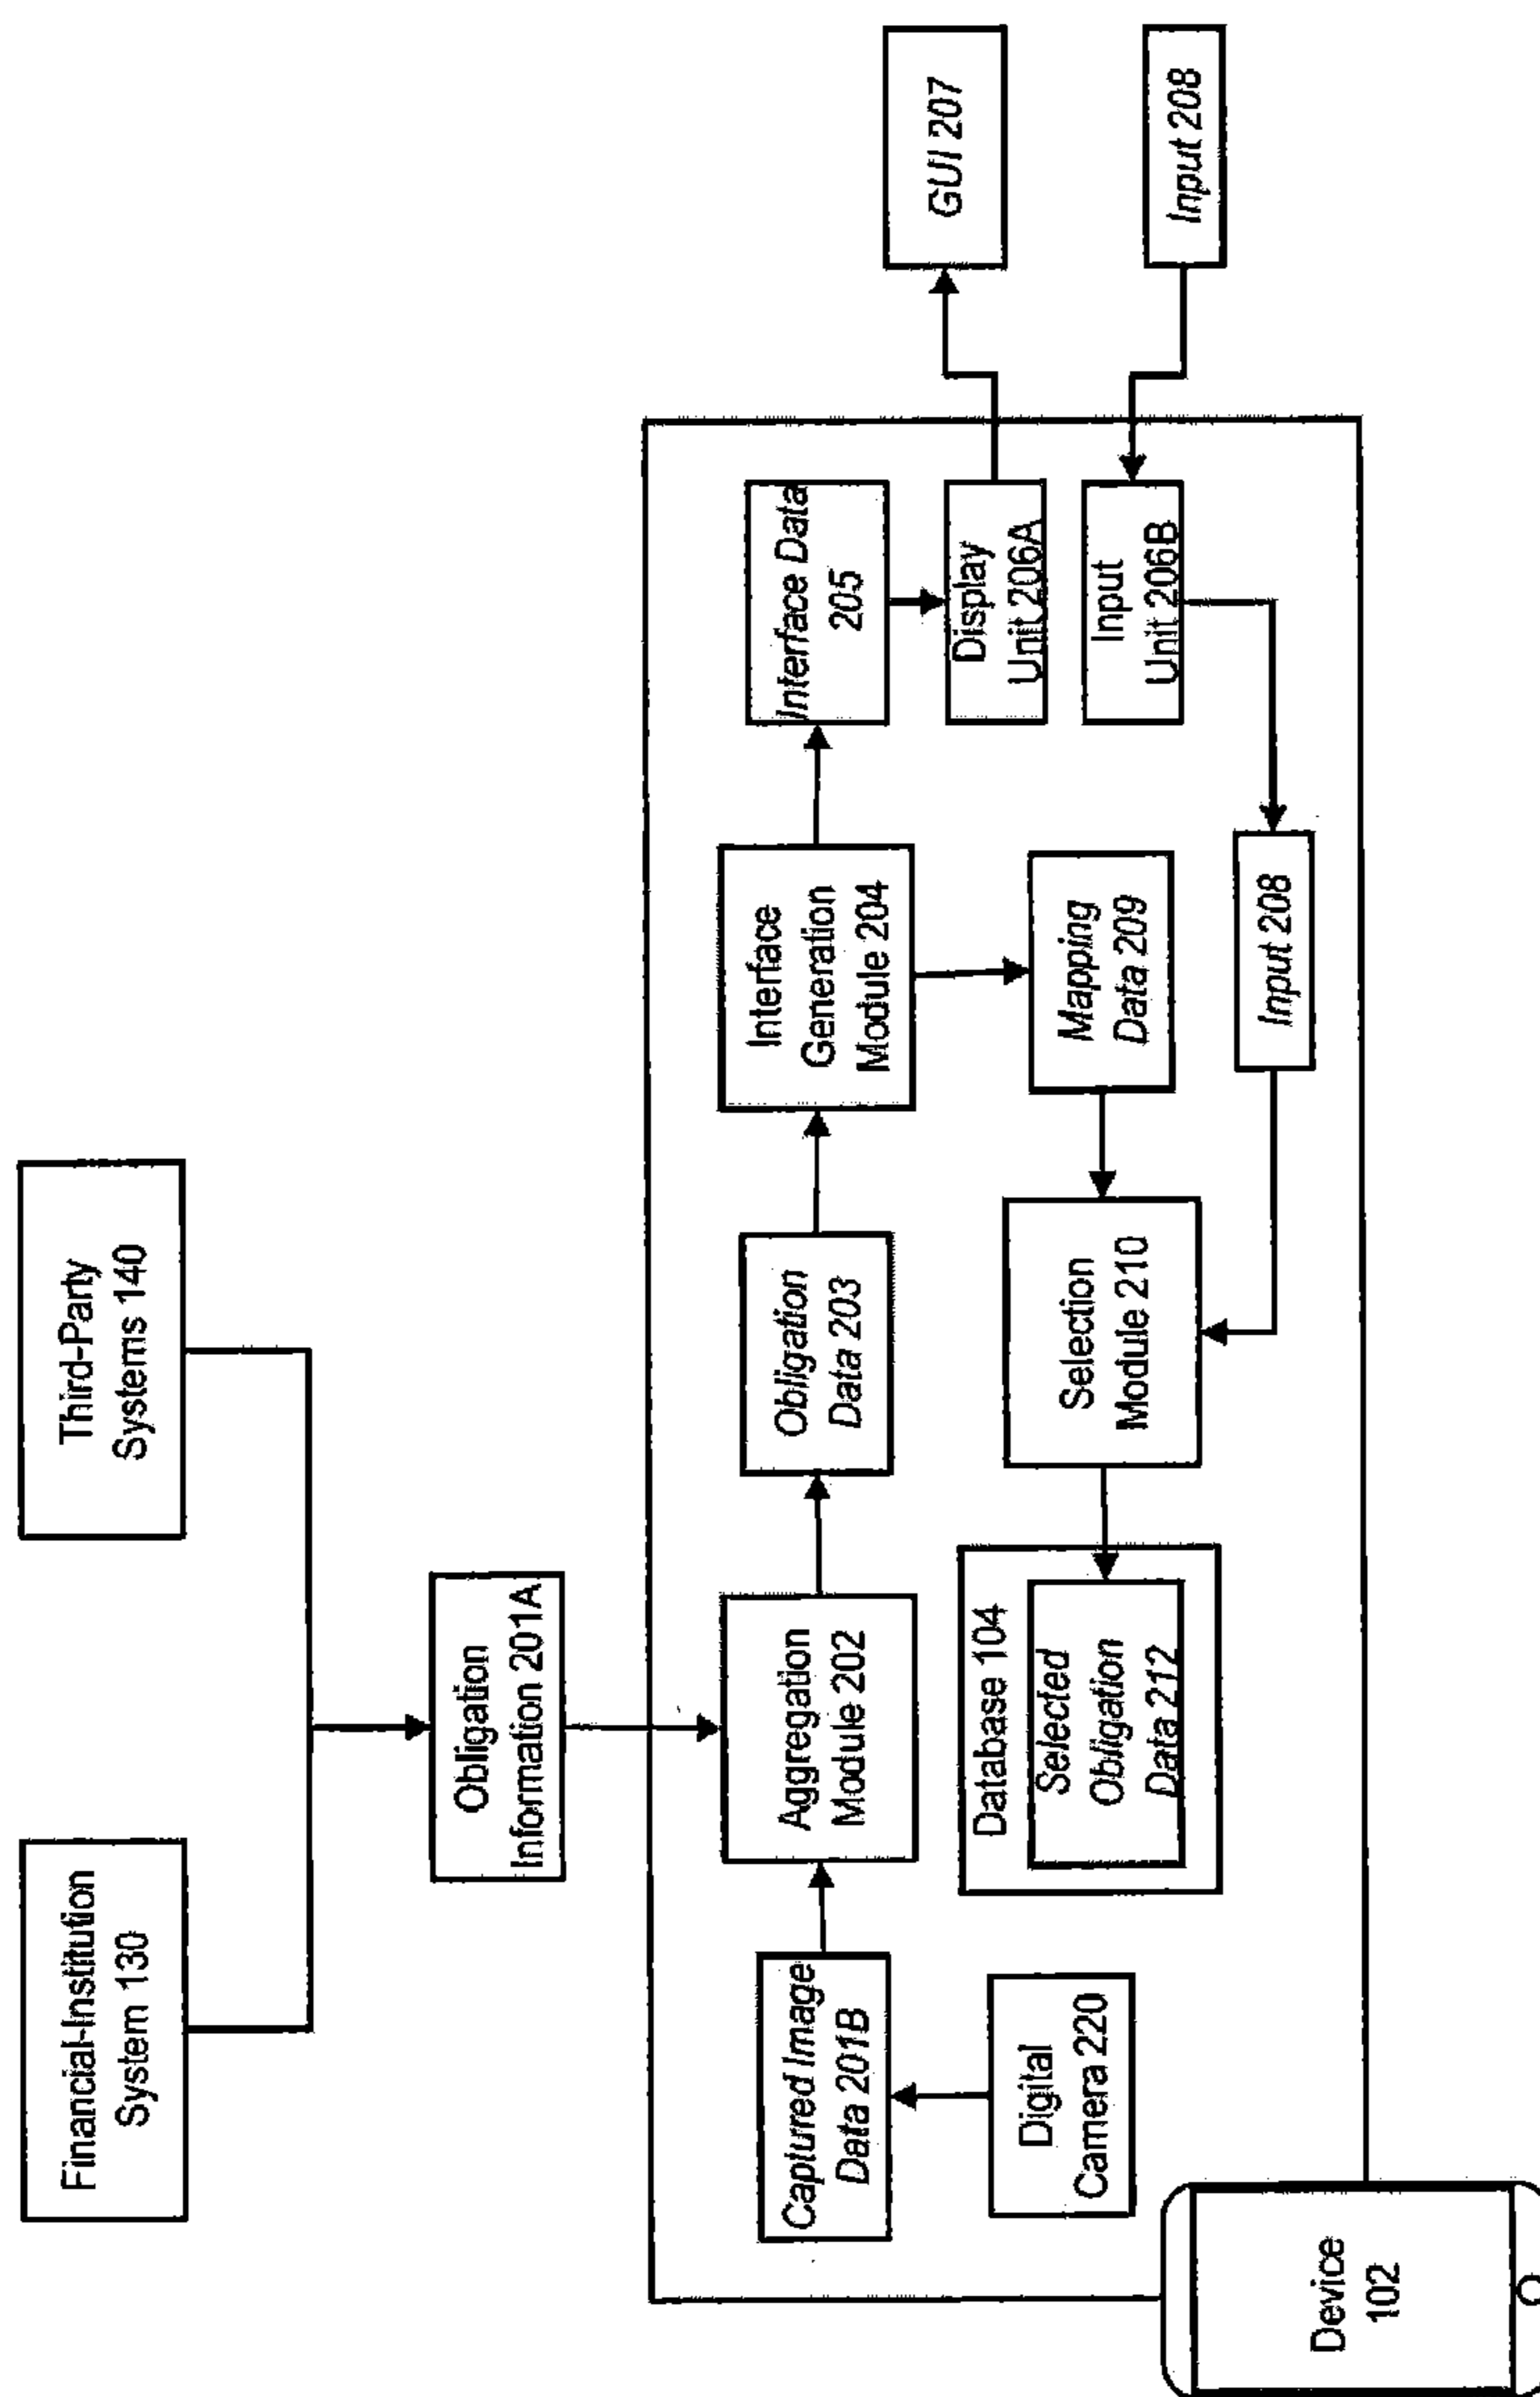 Financial-Institution
System 130
Third-Party
Systems 140
Obligation
Information 201A
Captured Image
Data 201B
Aggregation
Module 202
Obligation
Data 203
Interface
Generation
Module 204
Interface Data
205
GUI 207
Display
Unit 206A
Digital
Camera 220
Database 104
Selected
Obligation
Data 212
Selection
Module 210
Mapping
Data 209
Input
Unit 206B
Input 208
Input 208
Device
102